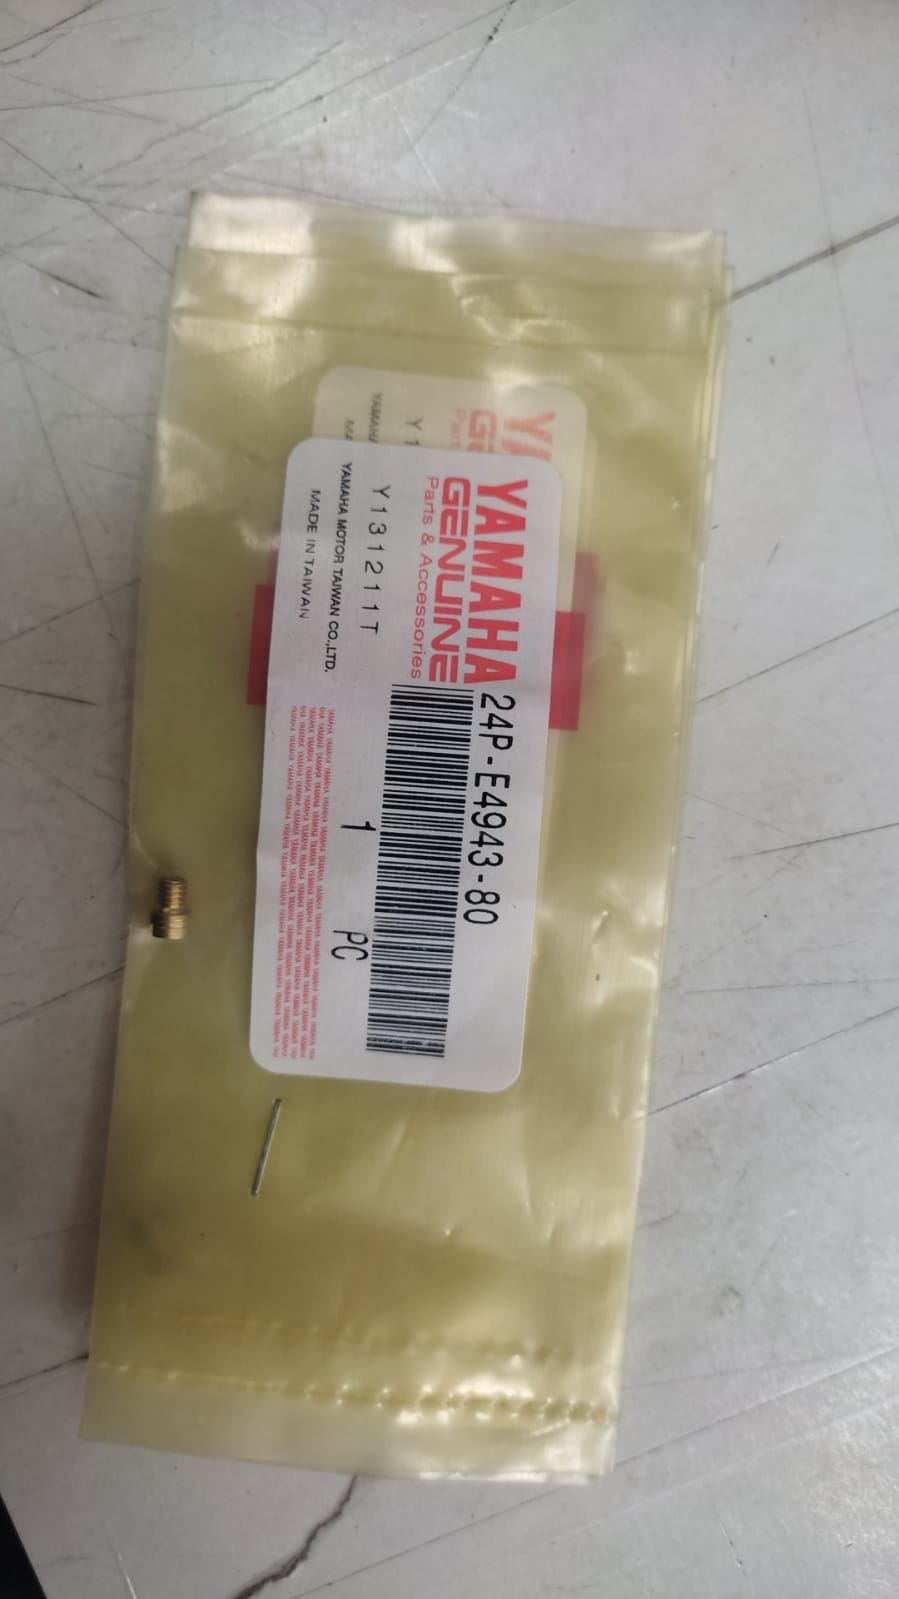 YAMAHA
GENUINE
Parts & Accessories
24P-E4943-80
Y131211T
1 PC
YAMAHA MOTOR TAIWAN CO.,LTD.
MADE IN TAIWAN